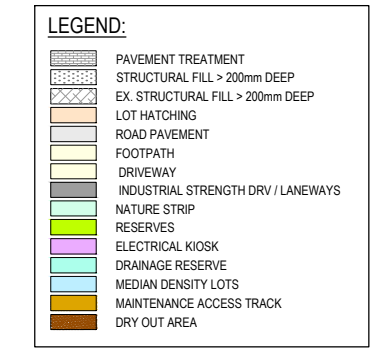 LEGEND:
PAVEMENT TREATMENT
STRUCTURAL FILL > 200mm DEEP
EX. STRUCTURAL FILL > 200mm DEEP
LOT HATCHING
ROAD PAVEMENT
FOOTPATH
DRIVEWAY
INDUSTRIAL STRENGTH DRV / LANEWAYS
NATURE STRIP
RESERVES
ELECTRICAL KIOSK
DRAINAGE RESERVE
MEDIAN DENSITY LOTS
MAINTENANCE ACCESS TRACK
DRY OUT AREA